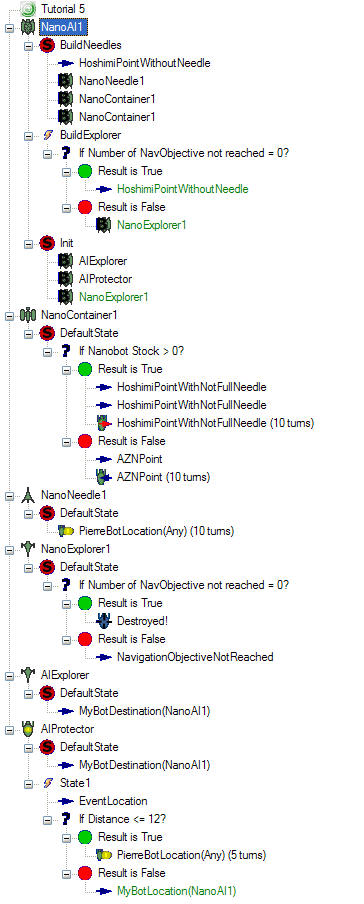 Tutorial 5
NanoAI1
S BuildNeedles
HoshimiPointWithoutNeedle
B NanoNeedle1
B NanoContainer1
B NanoContainer1
BuildExplorer
? If Number of NavObjective not reached = 0?
Result is True
HoshimiPointWithoutNeedle
Result is False
B NanoExplorer1
S Init
B AIExplorer
B AIProtector
B NanoExplorer1
NanoContainer1
S DefaultState
? If Nanobot Stock > 0?
Result is True
HoshimiPointWithNotFullNeedle
HoshimiPointWithNotFullNeedle
HoshimiPointWithNotFullNeedle (10 turns)
Result is False
AZNPoint
AZNPoint (10 turns)
NanoNeedle1
S DefaultState
PierreBotLocation(Any) (10 turns)
NanoExplorer1
S DefaultState
? If Number of NavObjective not reached = 0?
Result is True
Destroyed!
Result is False
NavigationObjectiveNotReached
AIExplorer
S DefaultState
MyBotDestination(NanoAI1)
AIProtector
S DefaultState
MyBotDestination(NanoAI1)
State1
EventLocation
? If Distance <= 12?
Result is True
PierreBotLocation(Any) (5 turns)
Result is False
MyBotLocation(NanoAI1)